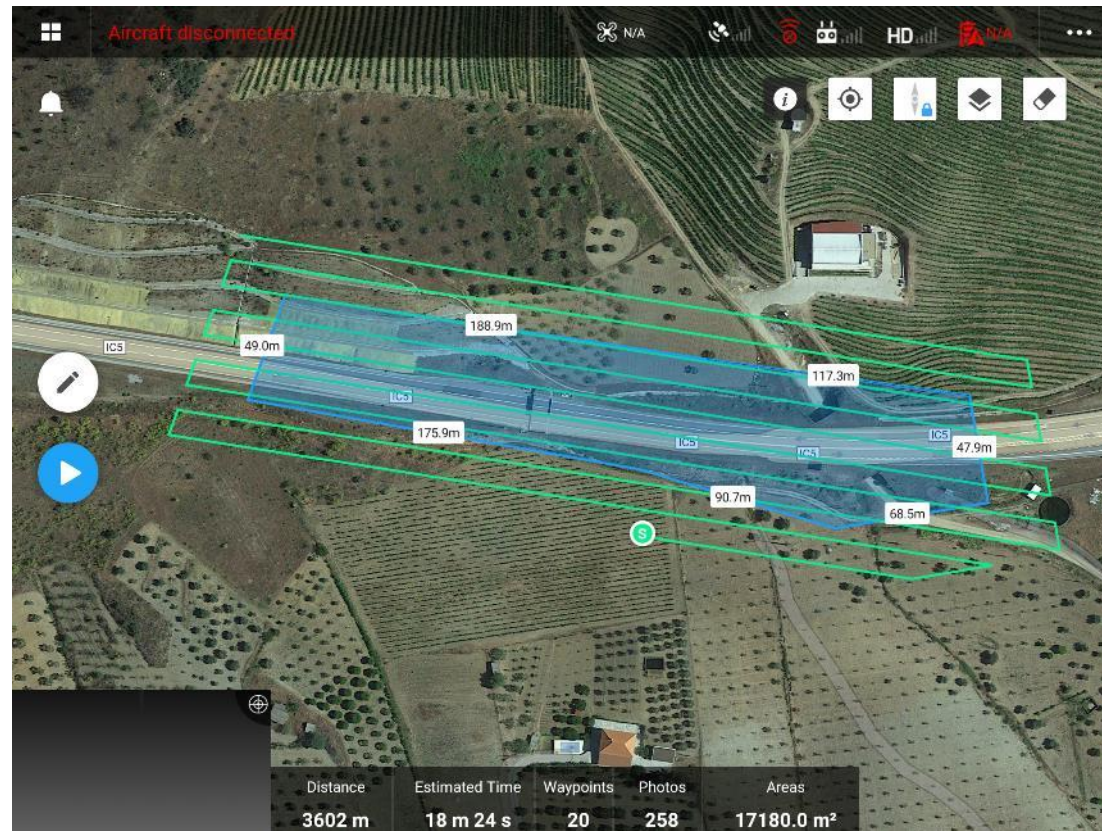 Aircraft disconnected
N/A
HD
N/A
i
188.9m
IC5
49.0m
117.3m
IC5
175.9m
IC5
IC5
IC5
47.9m
90.7m
68.5m
S
Distance
Estimated Time
Waypoints
Photos
Areas
3602 m
18 m 24 s
20
258
17180.0 m²